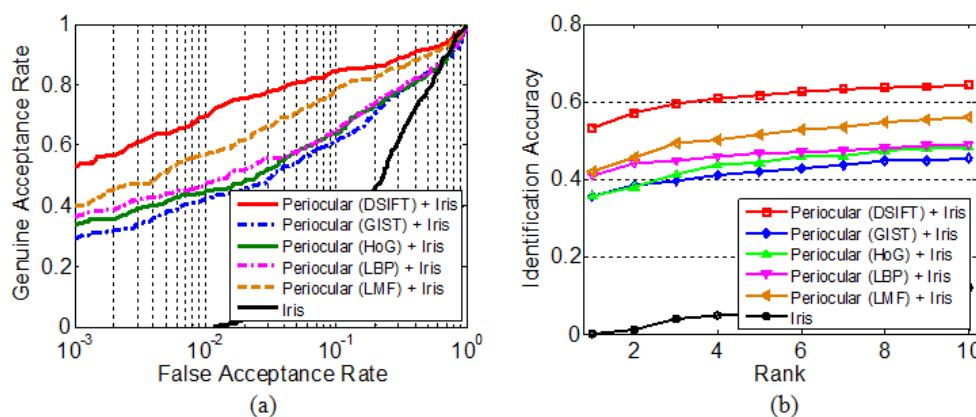 1
0.8
0.6
0.4
0.2
0
Genuine Acceptance Rate
Periocular (DSIFT) + Iris
Periocular (GIST) + Iris
Periocular (HoG) + Iris
Periocular (LBP) + Iris
Periocular (LMF) + Iris
Iris
10⁻³
10⁻²
10⁻¹
10⁰
False Acceptance Rate
(a)
0.8
0.6
0.4
0.2
0
Identification Accuracy
Periocular (DSIFT) + Iris
Periocular (GIST) + Iris
Periocular (HoG) + Iris
Periocular (LBP) + Iris
Periocular (LMF) + Iris
Iris
2
4
6
8
10
Rank
(b)